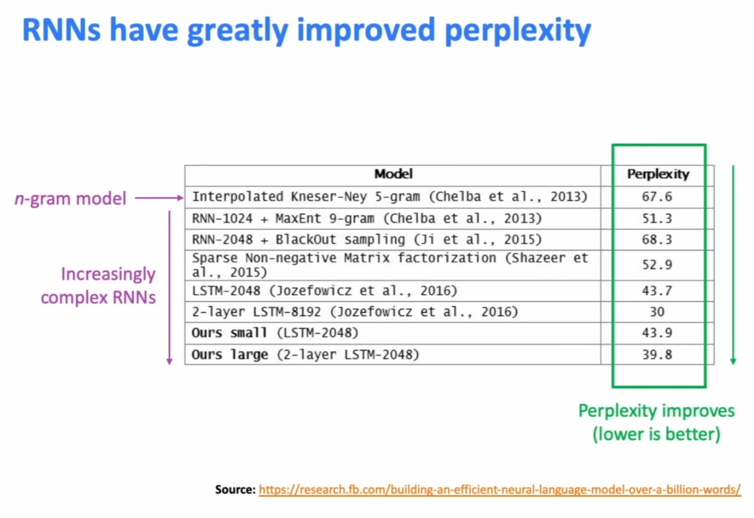 RNNs have greatly improved perplexity
Model Perplexity
n-gram model
Interpolated Kneser-Ney 5-gram (Chelba et al., 2013) 67.6
RNN-1024 + MaxEnt 9-gram (Chelba et al., 2013) 51.3
RNN-2048 + BlackOut sampling (Ji et al., 2015) 68.3
Sparse Non-negative Matrix factorization (Shazeer et
al., 2015) 52.9
LSTM-2048 (Jozefowicz et al., 2016) 43.7
2-layer LSTM-8192 (Jozefowicz et al., 2016) 30
Ours small (LSTM-2048) 43.9
Ours large (2-layer LSTM-2048) 39.8
Increasingly
complex RNNs
Perplexity improves
(lower is better)
Source: https://research.fb.com/building-an-efficient-neural-language-model-over-a-billion-words/